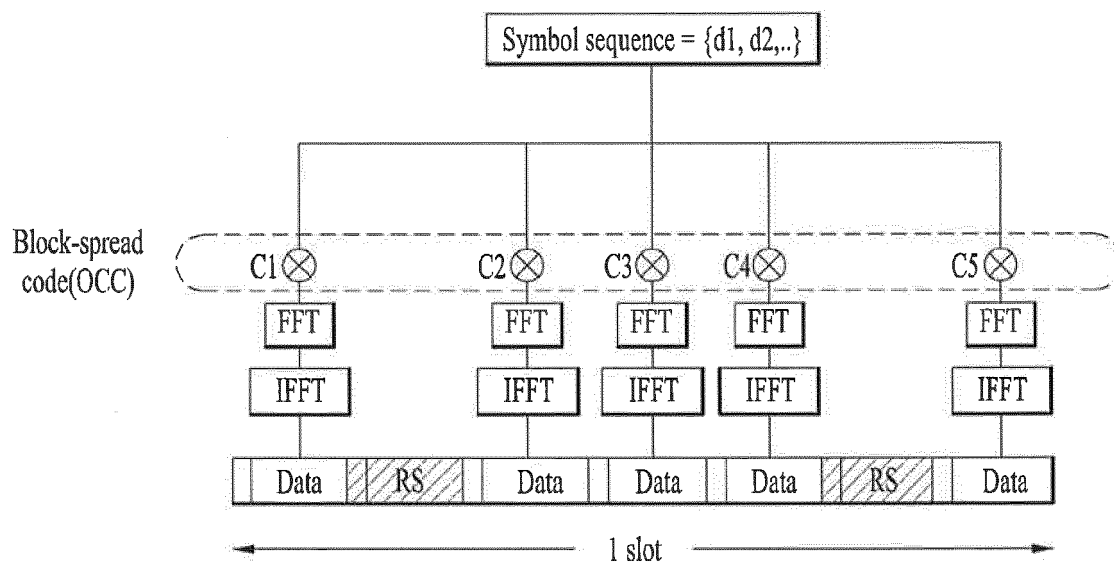 Symbol sequence = {d1, d2,..}
Block-spread
code(OCC)
C1 C2 C3 C4 C5
FFT FFT FFT FFT FFT
IFFT IFFT IFFT IFFT IFFT
Data RS Data Data Data RS Data
1 slot